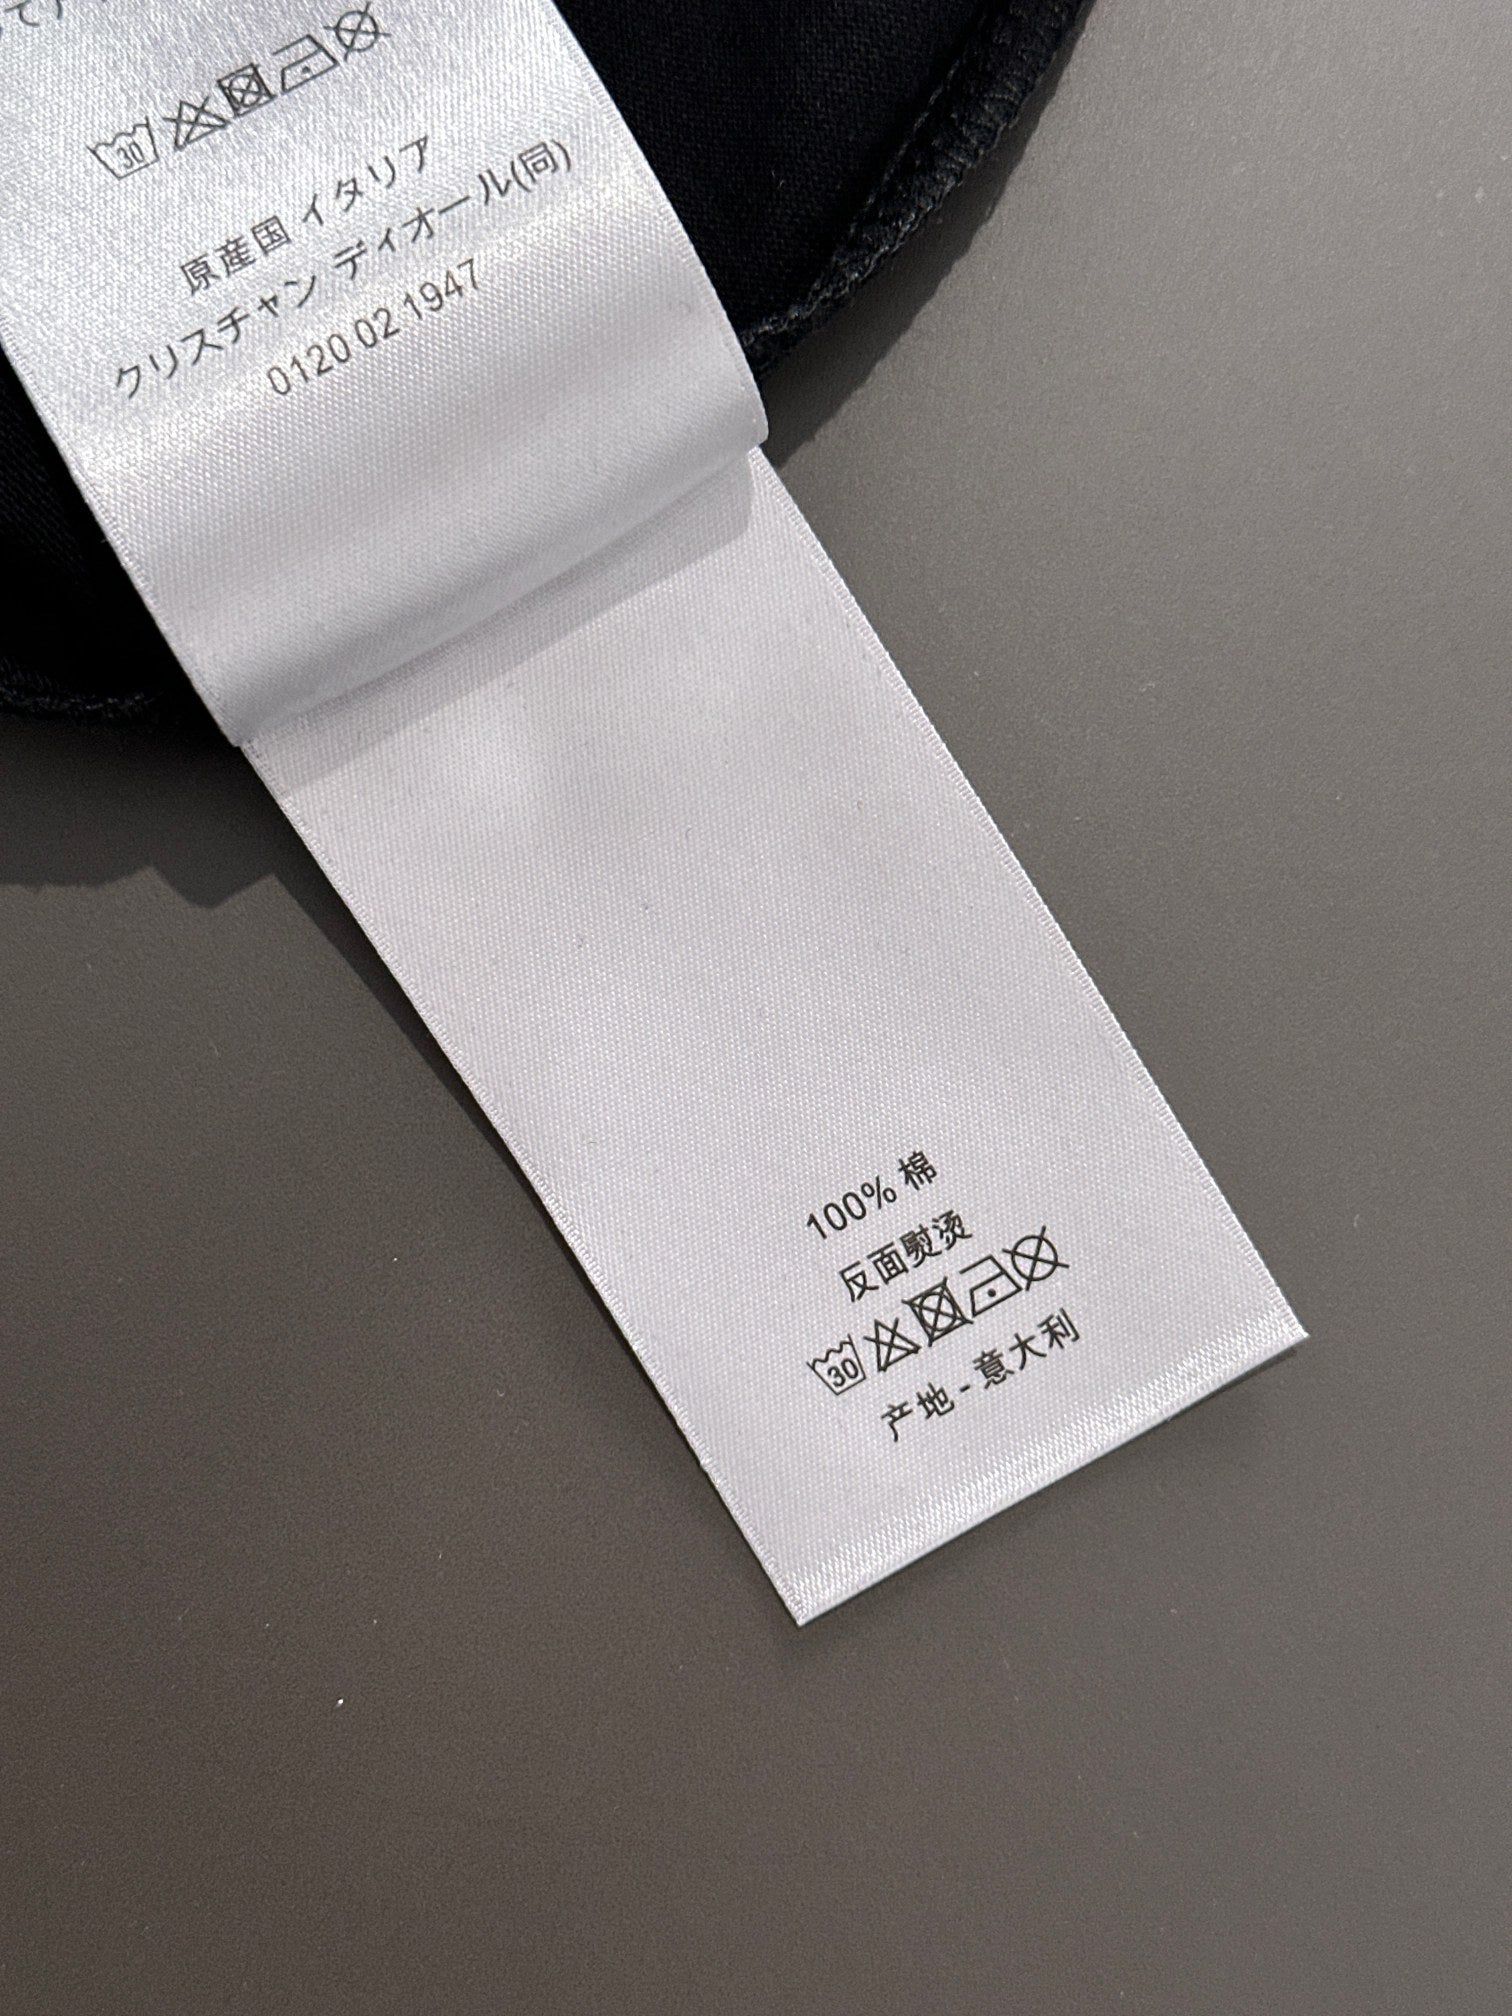 30
原産国 イタリア
クリスチャン ディオール(同)
0120 02 1947
100% 棉
反面熨烫
30
产地 - 意大利